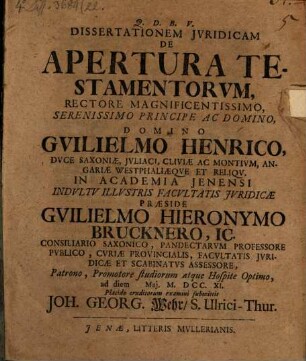 Q. D. B. V.
DISSERTATIONEM JVRIDICAM
DE
APERTURA TE-
STAMENTORVM,
RECTORE MAGNIFICENTISSIMO,
SERENISSIMO PRINCIPE AC DOMINO,
DOMINO
GVILIELMO HENRICO,
DVCE SAXONIÆ, JVLIACI, CLIVIÆ AC MONTIVM, AN-
GARIÆ WESTPHALIÆQVE ET RELIQV.
IN ACADEMIA JENENSI
INDVLTV ILLVSTRIS FACVLTATIS JVRIDICÆ
PRÆSIDE
GVILIELMO HIERONYMO
BRUCKNERO, JC.
CONSILIARIO SAXONICO, PANDECTARVM PROFESSORE
PVBLICO, CVRIÆ PROVINCIALIS, FACVLTATIS JVRI-
DICÆ ET SCABINATVS ASSESSORE,
Patrono, Promotore studiorum atque Hospite Optimo,
ad diem Maj. M. DCC. XI.
Placido eruditorum examini submittit
JOH. GEORG. Wehr/ S. Ulrici-Thur.
JENÆ, LITTERIS MVLLERIANIS.